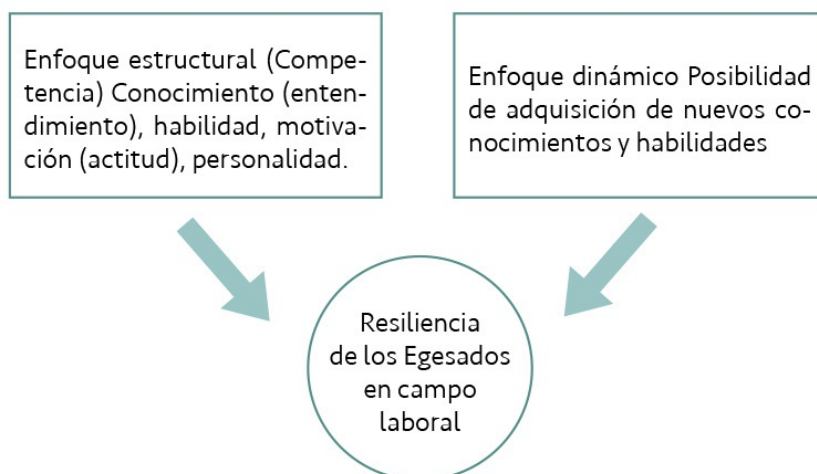 Enfoque estructural (Compe-
tencia) Conocimiento (enten-
dimiento), habilidad, motiva-
ción (actitud), personalidad.
Enfoque dinámico Posibilidad
de adquisición de nuevos co-
nocimientos y habilidades
Resiliencia
de los Egesados
en campo
laboral